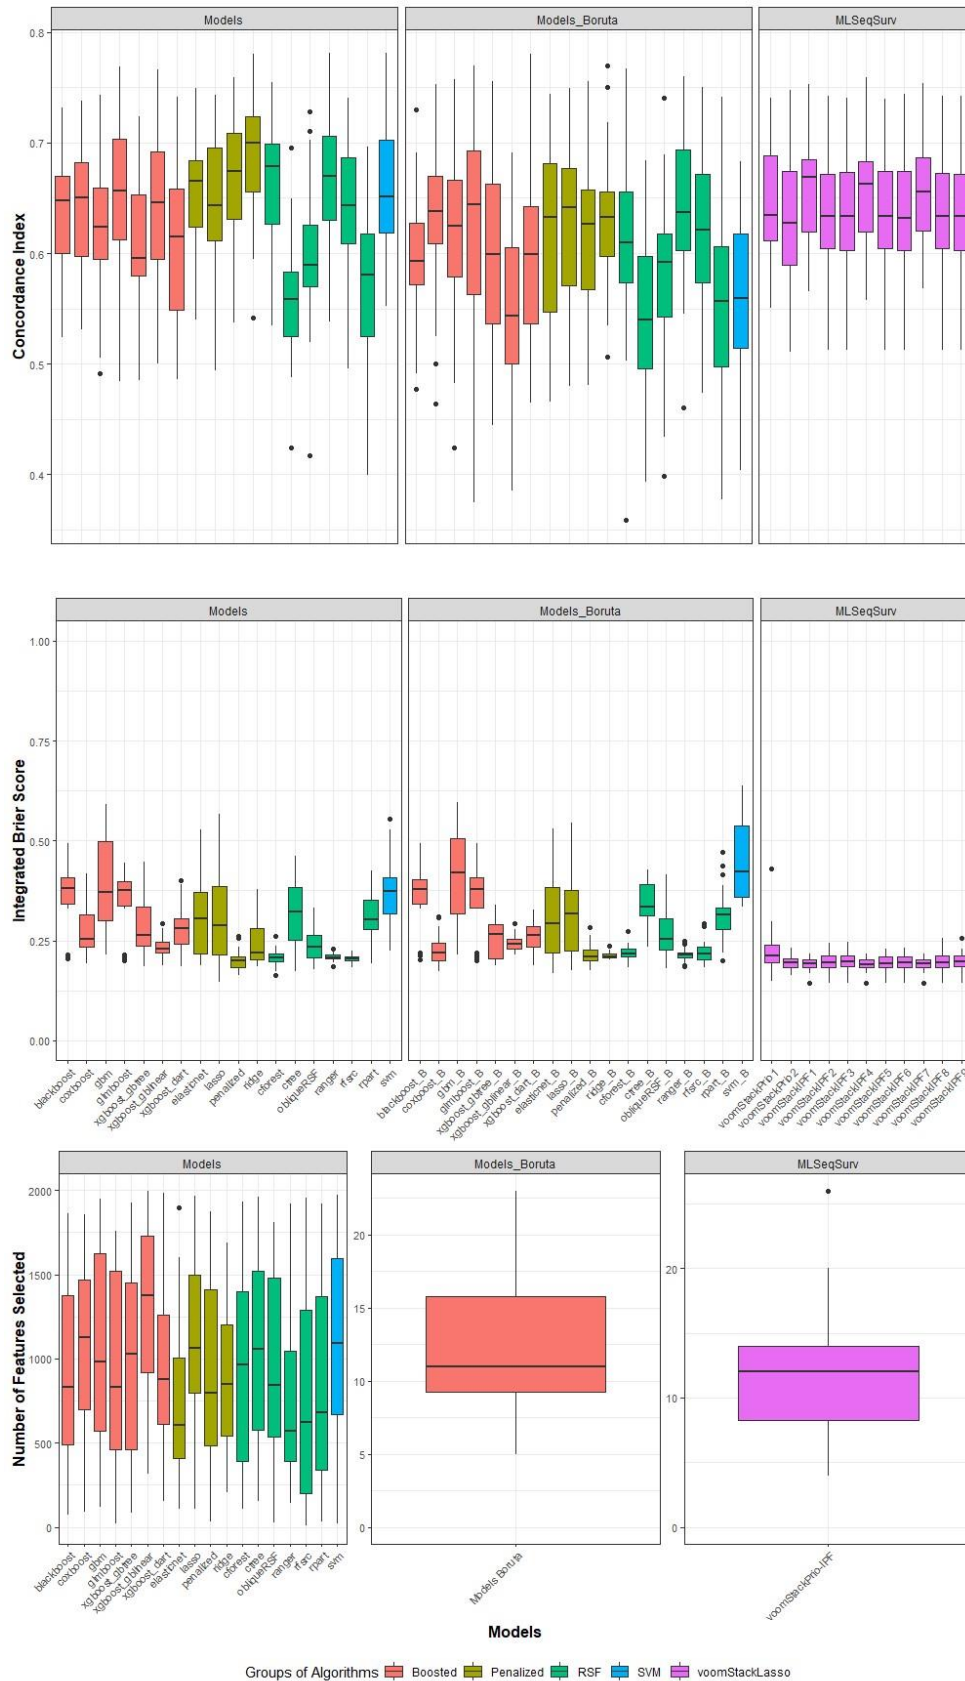 Models
Models_Boruta
MLSeqSurv
Concordance Index
0.8
0.7
0.6
0.5
0.4
Models
Models_Boruta
MLSeqSurv
Integrated Brier Score
1.00
0.75
0.50
0.25
0.00
blackboost
coxboost
gbm
glmboost
xgboost_gbtree
xgboost_gblinear
xgboost_dart
elasticnet
lasso
penalized
ridge
cforest
ctree
obliqueRSF
ranger
rfsrc
rpart
svm
blackboost_B
coxboost_B
gbm_B
glmboost_B
xgboost_gbtree_B
xgboost_gblinear_B
xgboost_dart_B
elasticnet_B
lasso_B
penalized_B
ridge_B
cforest_B
ctree_B
obliqueRSF_B
ranger_B
rfsrc_B
rpart_B
svm_B
voomStackPrio1
voomStackPrio2
voomStackIPF1
voomStackIPF2
voomStackIPF3
voomStackIPF4
voomStackIPF5
voomStackIPF6
voomStackIPF7
voomStackIPF8
voomStackIPF9
Models
Models_Boruta
MLSeqSurv
Number of Features Selected
2000
1500
1000
500
0
20
15
10
5
0
20
10
0
blackboost
coxboost
gbm
glmboost
xgboost_gbtree
xgboost_gblinear
xgboost_dart
elasticnet
lasso
penalized
ridge
cforest
ctree
obliqueRSF
ranger
rfsrc
rpart
svm
Models Boruta
voomStackPrio-IPF
Models
Groups of Algorithms Boosted Penalized RSF SVM voomStackLasso